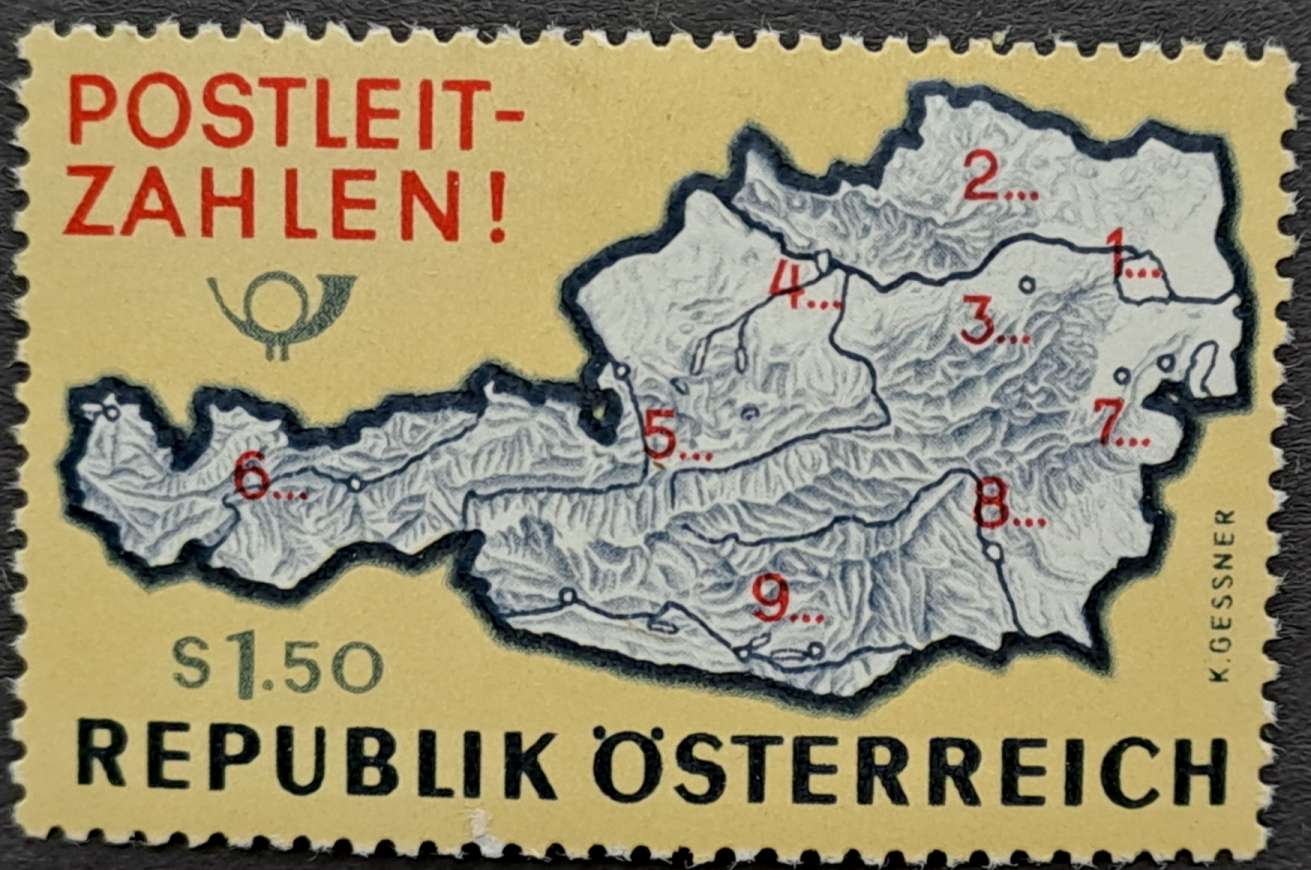 POSTLEIT-
ZAHLEN!
2...
1...
4...
3...
5...
7...
6...
8...
9...
K.GESSNER
S1.50
REPUBLIK ÖSTERREICH